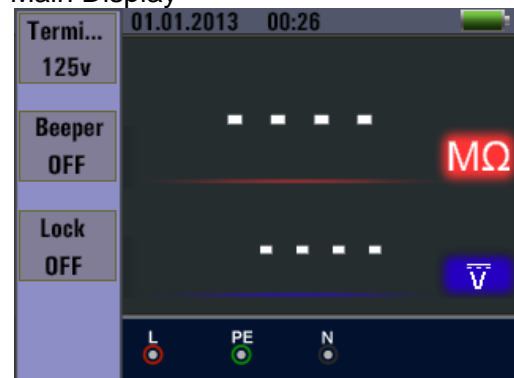 Main Display
01.01.2013 00:26
Termi...
125v
Beeper
OFF
Lock
OFF
- - - -
MΩ
- - - -
V
L PE N